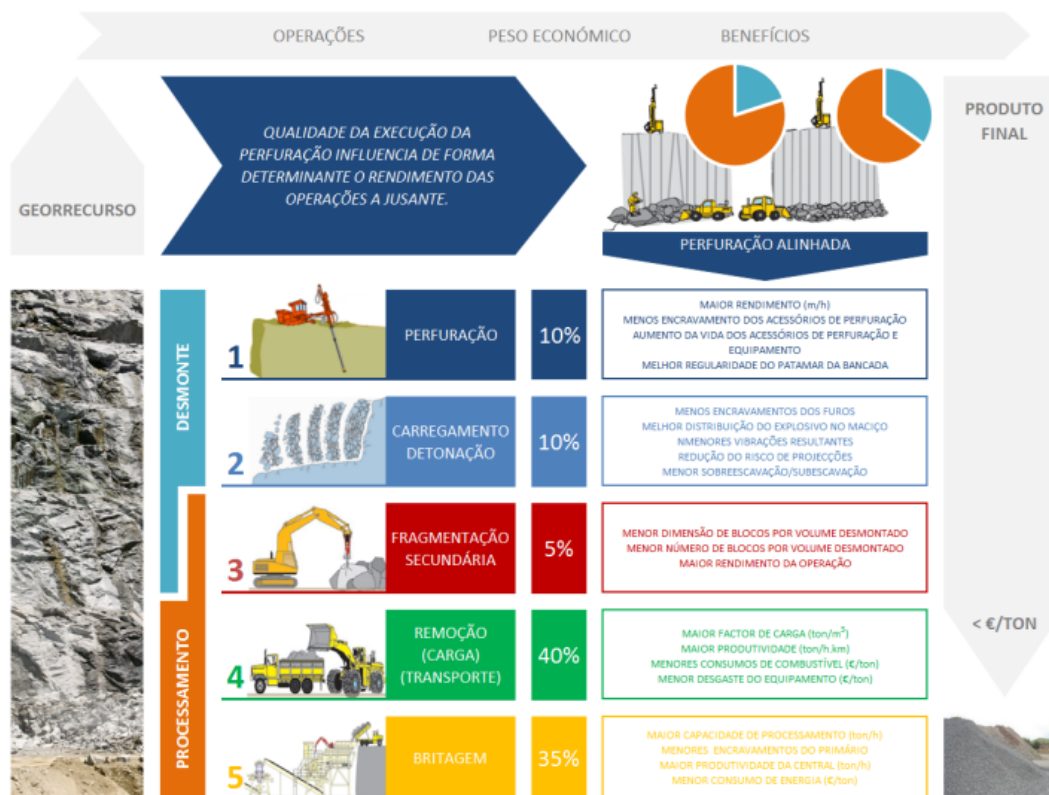 OPERAÇÕES
PESO ECONÓMICO
BENEFÍCIOS
GEORRECURSO
QUALIDADE DA EXECUÇÃO DA
PERFURAÇÃO INFLUENCIA DE FORMA
DETERMINANTE O RENDIMENTO DAS
OPERAÇÕES A JUSANTE.
PERFURAÇÃO ALINHADA
PRODUTO
FINAL
DESMONTE
1
PERFURAÇÃO
10%
MAIOR RENDIMENTO (m/h)
MENOS ENCRAVAMENTO DOS ACESSÓRIOS DE PERFURAÇÃO
AUMENTO DA VIDA DOS ACESSÓRIOS DE PERFURAÇÃO E
EQUIPAMENTO
MELHOR REGULARIDADE DO PATAMAR DA BANCADA
2
CARREGAMENTO
DETONAÇÃO
10%
MENOS ENCRAVAMENTOS DOS FUROS
MELHOR DISTRIBUIÇÃO DO EXPLOSIVO NO MACIÇO
NMENORES VIBRAÇÕES RESULTANTES
REDUÇÃO DO RISCO DE PROJECÇÕES
MENOR SOBREESCAVAÇÃO/SUBESCAVAÇÃO
PROCESSAMENTO
3
FRAGMENTAÇÃO
SECUNDÁRIA
5%
MENOR DIMENSÃO DE BLOCOS POR VOLUME DESMONTADO
MENOR NÚMERO DE BLOCOS POR VOLUME DESMONTADO
MAIOR RENDIMENTO DA OPERAÇÃO
4
REMOÇÃO
(CARGA)
(TRANSPORTE)
40%
MAIOR FACTOR DE CARGA (ton/m³)
MAIOR PRODUTIVIDADE (ton/h.km)
MENORES CONSUMOS DE COMBUSTÍVEL (€/ton)
MENOR DESGASTE DO EQUIPAMENTO (€/ton)
< €/TON
5
BRITAGEM
35%
MAIOR CAPACIDADE DE PROCESSAMENTO (ton/h)
MENORES ENCRAVAMENTOS DO PRIMÁRIO
MAIOR PRODUTIVIDADE DA CENTRAL (ton/h)
MENOR CONSUMO DE ENERGIA (€/ton)